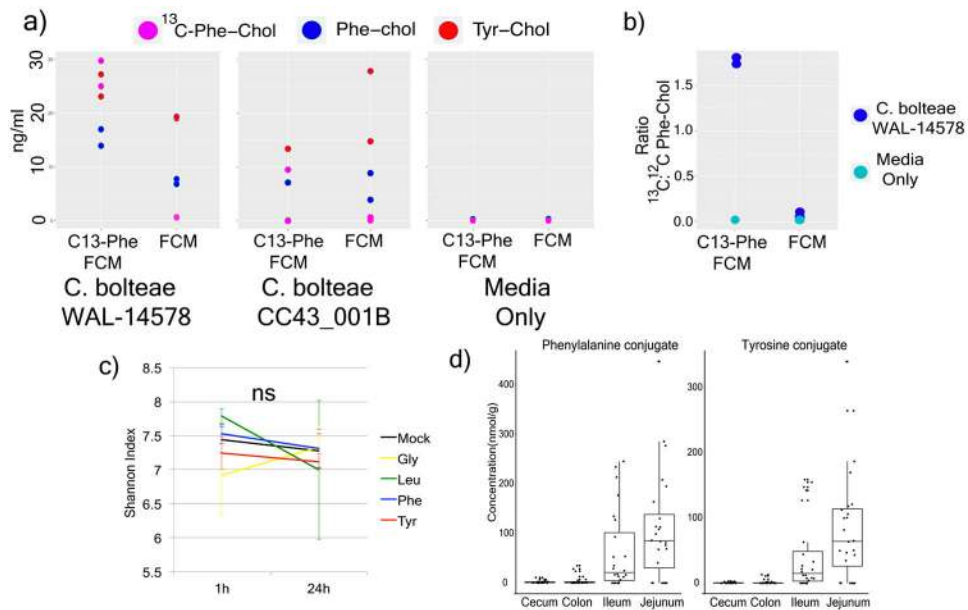 a)
13C-Phe-Chol Phe-chol Tyr-Chol
30
20
10
0
ng/ml
C13-Phe FCM
FCM
C. bolteae
WAL-14578
C13-Phe FCM
FCM
C. bolteae
CC43_001B
C13-Phe FCM
FCM
Media
Only
b)
1.5
1.0
0.5
0.0
Ratio
13C:12C Phe-Chol
C13-Phe FCM
FCM
C. bolteae
WAL-14578
Media
Only
c)
ns
8.5
8
7.5
7
6.5
6
5.5
Shannon Index
1h 24h
Mock
Gly
Leu
Phe
Tyr
d)
Phenylalanine conjugate
400
300
200
100
0
Concentration(nmol/g)
Cecum Colon Ileum Jejunum
Tyrosine conjugate
300
200
100
0
Cecum Colon Ileum Jejunum